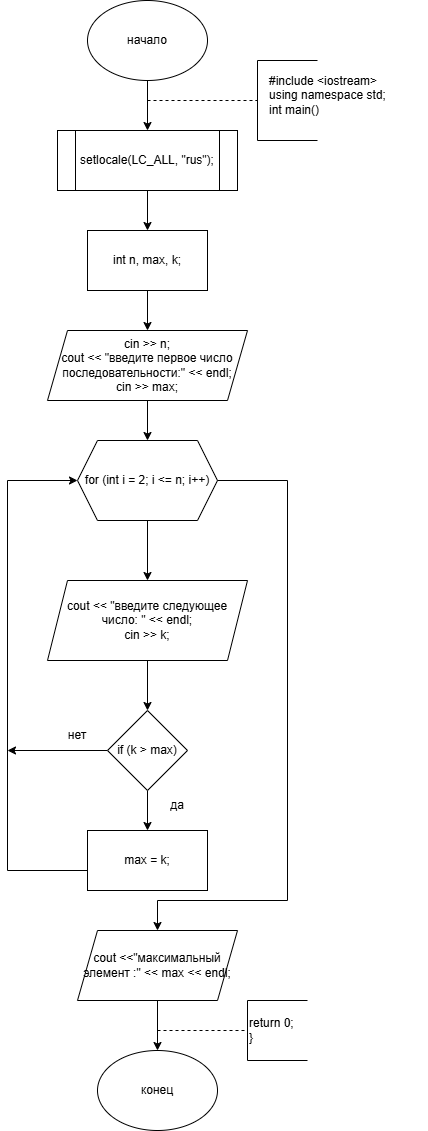 начало
#include <iostream>
using namespace std;
int main()
setlocale(LC_ALL, "rus");
int n, max, k;
cin >> n;
cout << "введите первое число
последовательности:" << endl;
cin >> max;
for (int i = 2; i <= n; i++)
cout << "введите следующее
число: " << endl;
cin >> k;
нет
if (k > max)
да
max = k;
cout <<"максимальный
элемент :" << max << endl;
return 0;
}
конец